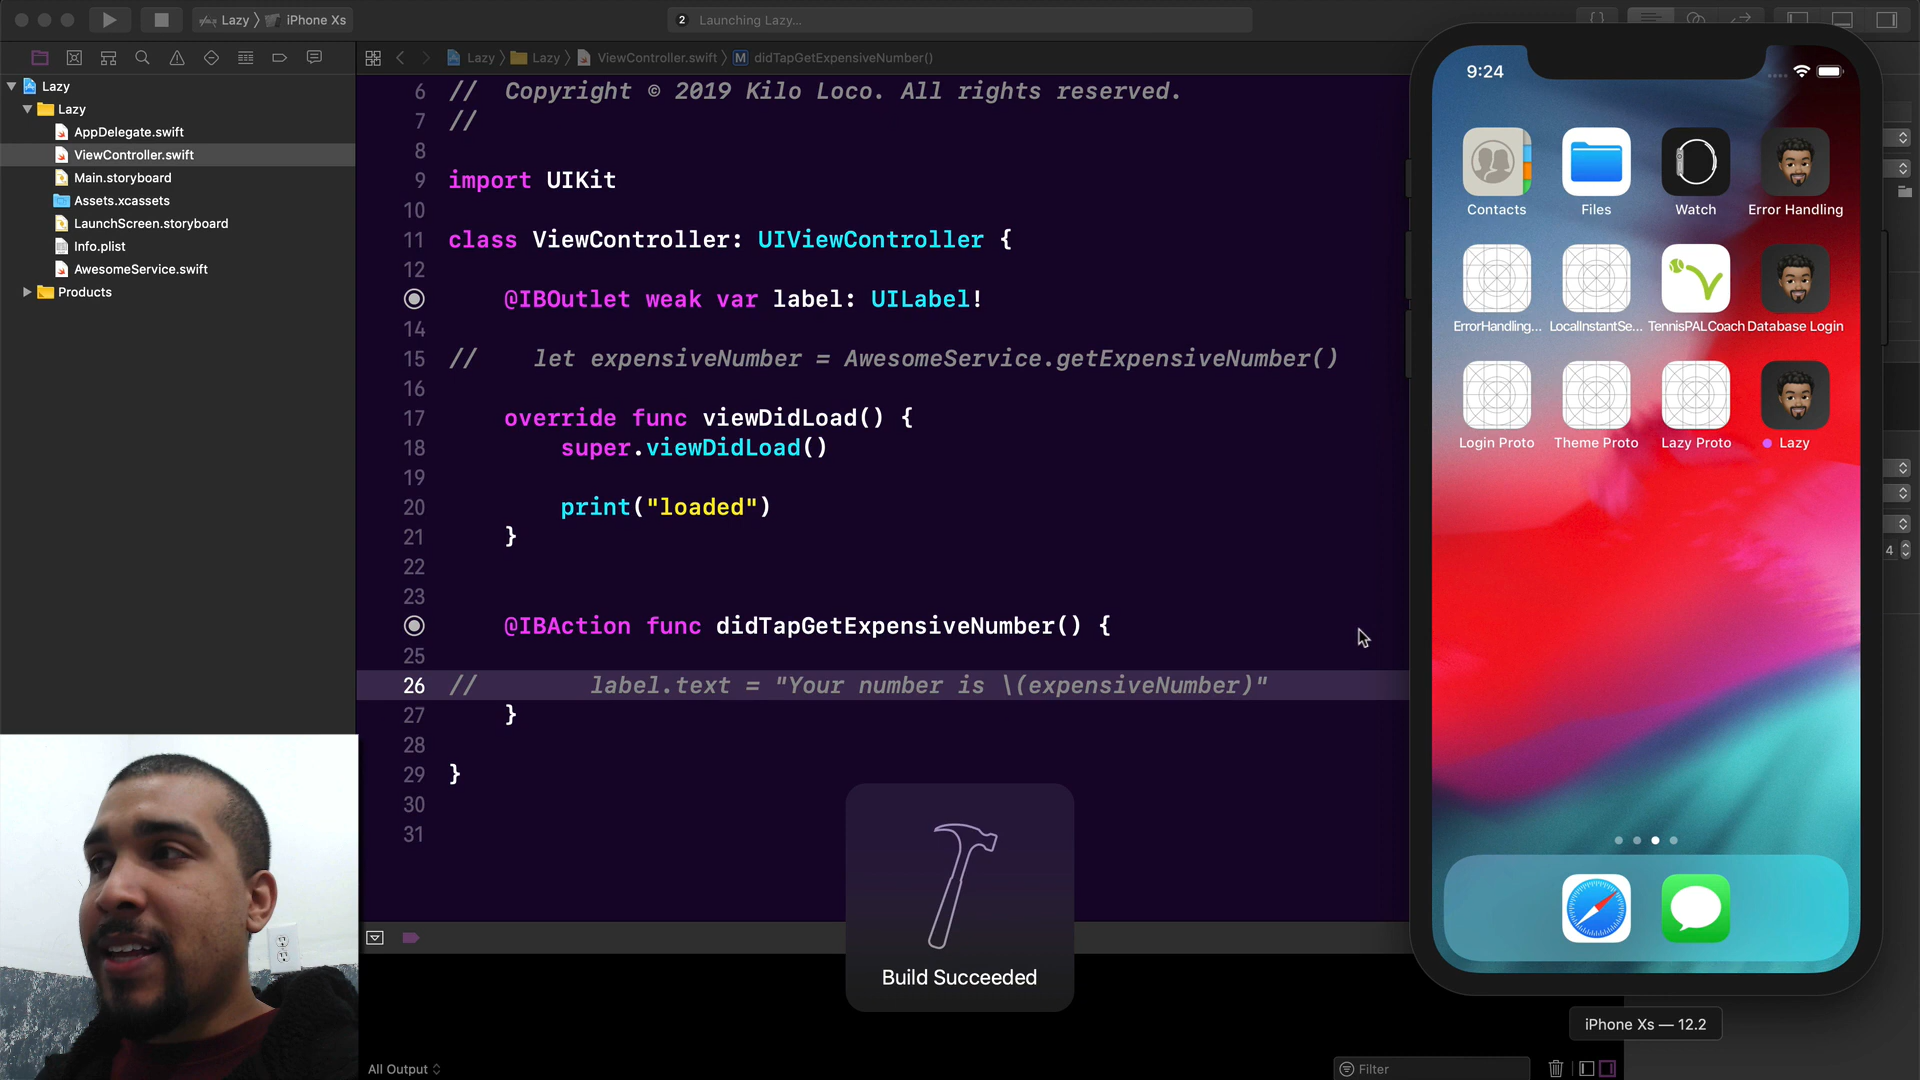 Lazy
iPhone Xs
2 Launching Lazy...
{}
Lazy
Lazy
ViewController.swift
M didTapGetExpensiveNumber()
Lazy
Lazy
AppDelegate.swift
ViewController.swift
Main.storyboard
Assets.xcassets
LaunchScreen.storyboard
Info.plist
AwesomeService.swift
Products
6 //  Copyright © 2019 Kilo Loco. All rights reserved.
7 //
8
9 import UIKit
10
11 class ViewController: UIViewController {
12
@IBOutlet weak var label: UILabel!
14
15 //    let expensiveNumber = AwesomeService.getExpensiveNumber()
16
17 override func viewDidLoad() {
18 super.viewDidLoad()
19
20 print("loaded")
21 }
22
23
@IBAction func didTapGetExpensiveNumber() {
25
26 //        label.text = "Your number is \(expensiveNumber)"
27 }
28
29 }
30
31
Build Succeeded
All Output
Filter
9:24
Contacts
Files
Watch
Error Handling
ErrorHandling...
LocalInstantSe...
TennisPALCoach
Database Login
Login Proto
Theme Proto
Lazy Proto
Lazy
iPhone Xs — 12.2
4